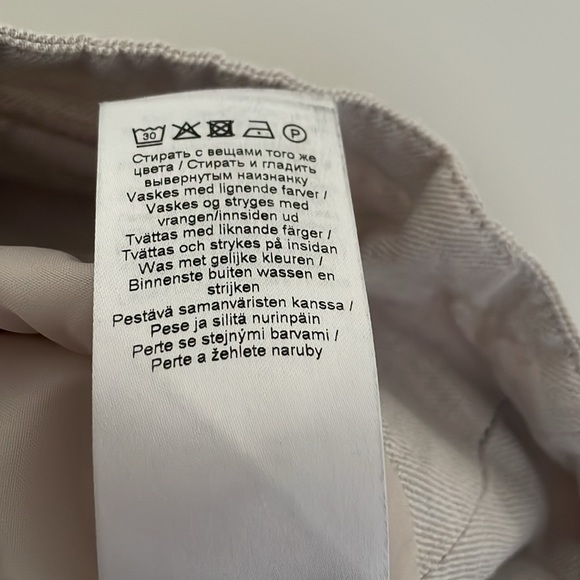 30 P
Стирать с вещами того же
цвета / Стирать и гладить
вывернутым наизнанку
Vaskes med lignende farver /
Vaskes og stryges med
vrangen/innsiden ud
Tvättas med liknande färger /
Tvättas och strykes på insidan
Was met gelijke kleuren /
Binnenste buiten wassen en
strijken
Pestävä samanväristen kanssa /
Pese ja silitä nurinpäin
Perte se stejnými barvami /
Perte a žehlete naruby